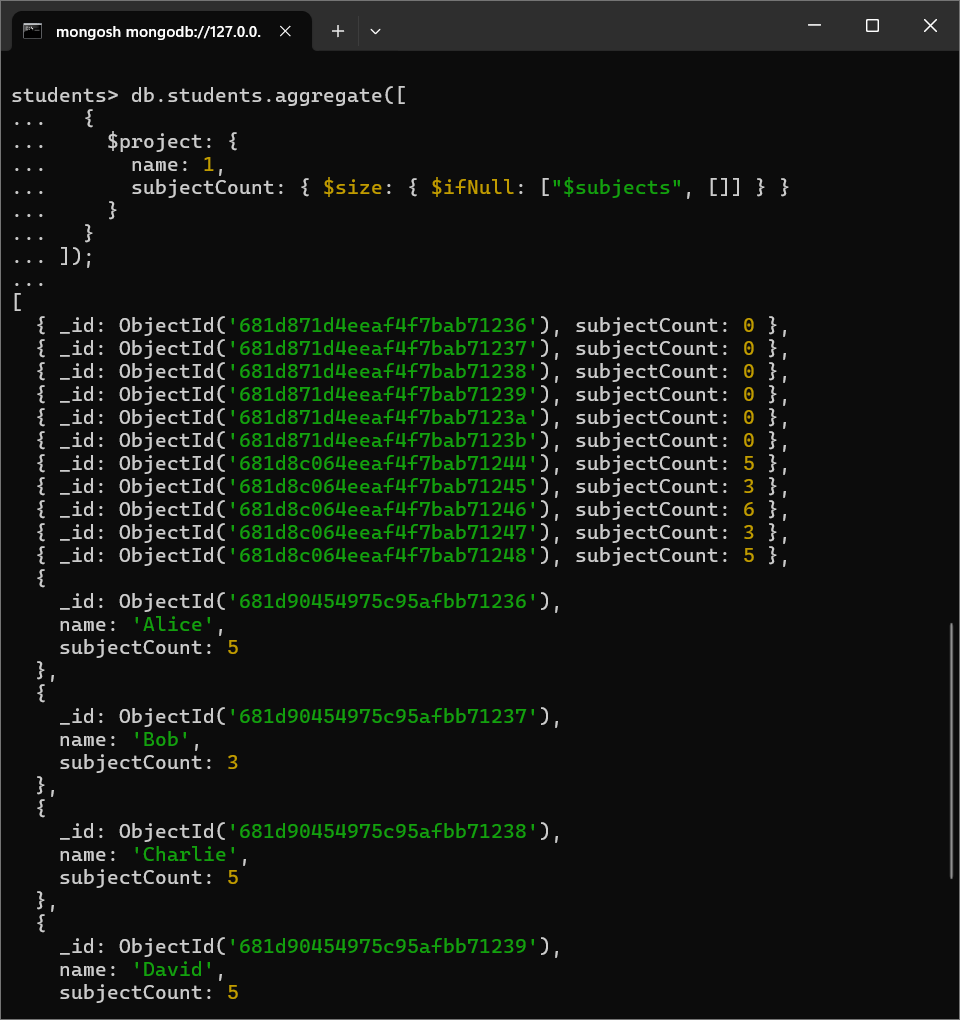 mongosh mongodb://127.0.0.
students> db.students.aggregate([
...   {
...     $project: {
...       name: 1,
...       subjectCount: { $size: { $ifNull: ["$subjects", []] } }
...     }
...   }
... ]);
...
[
  { _id: ObjectId('681d871d4eeaf4f7bab71236'), subjectCount: 0 },
  { _id: ObjectId('681d871d4eeaf4f7bab71237'), subjectCount: 0 },
  { _id: ObjectId('681d871d4eeaf4f7bab71238'), subjectCount: 0 },
  { _id: ObjectId('681d871d4eeaf4f7bab71239'), subjectCount: 0 },
  { _id: ObjectId('681d871d4eeaf4f7bab7123a'), subjectCount: 0 },
  { _id: ObjectId('681d871d4eeaf4f7bab7123b'), subjectCount: 0 },
  { _id: ObjectId('681d8c064eeaf4f7bab71244'), subjectCount: 5 },
  { _id: ObjectId('681d8c064eeaf4f7bab71245'), subjectCount: 3 },
  { _id: ObjectId('681d8c064eeaf4f7bab71246'), subjectCount: 6 },
  { _id: ObjectId('681d8c064eeaf4f7bab71247'), subjectCount: 3 },
  { _id: ObjectId('681d8c064eeaf4f7bab71248'), subjectCount: 5 },
  {
    _id: ObjectId('681d90454975c95afbb71236'),
    name: 'Alice',
    subjectCount: 5
  },
  {
    _id: ObjectId('681d90454975c95afbb71237'),
    name: 'Bob',
    subjectCount: 3
  },
  {
    _id: ObjectId('681d90454975c95afbb71238'),
    name: 'Charlie',
    subjectCount: 5
  },
  {
    _id: ObjectId('681d90454975c95afbb71239'),
    name: 'David',
    subjectCount: 5